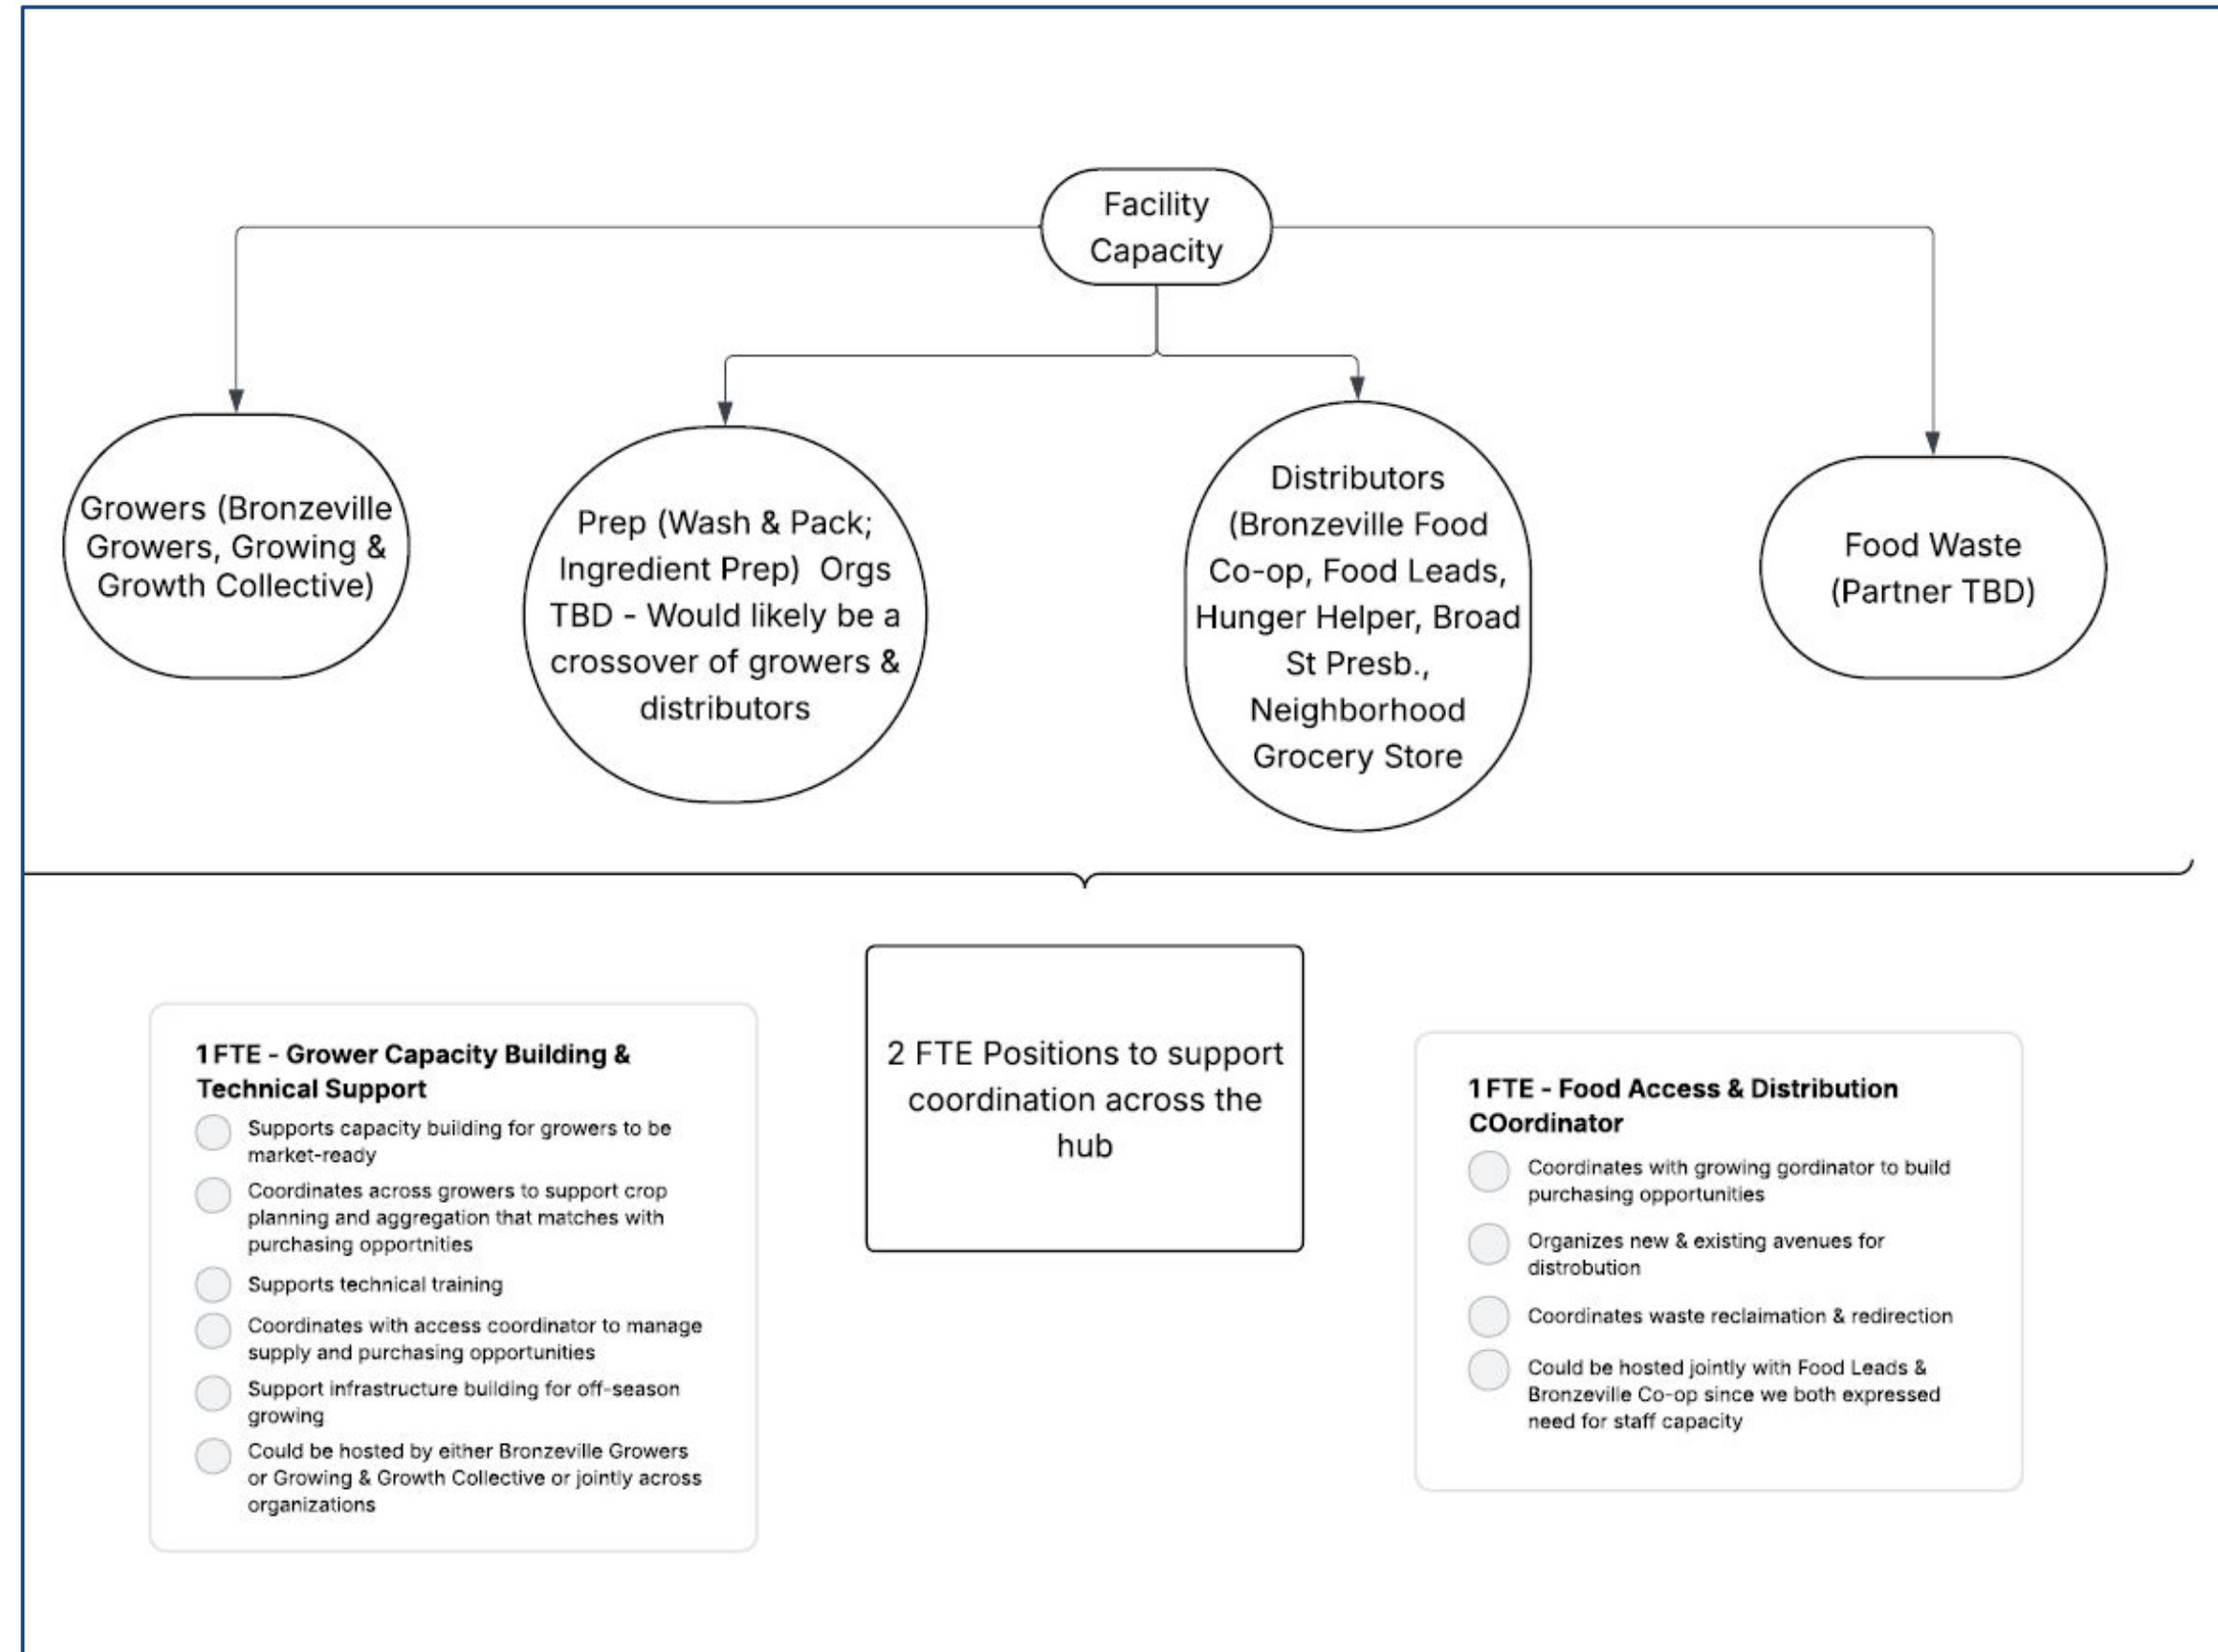 Facility
Capacity
Growers (Bronzeville
Growers, Growing &
Growth Collective)
Prep (Wash & Pack;
Ingredient Prep)  Orgs
TBD - Would likely be a
crossover of growers &
distributors
Distributors
(Bronzeville Food
Co-op, Food Leads,
Hunger Helper, Broad
St Presb.,
Neighborhood
Grocery Store
Food Waste
(Partner TBD)
2 FTE Positions to support
coordination across the
hub
1 FTE - Grower Capacity Building &
Technical Support
Supports capacity building for growers to be
market-ready
Coordinates across growers to support crop
planning and aggregation that matches with
purchasing opportnities
Supports technical training
Coordinates with access coordinator to manage
supply and purchasing opportunities
Support infrastructure building for off-season
growing
Could be hosted by either Bronzeville Growers
or Growing & Growth Collective or jointly across
organizations
1 FTE - Food Access & Distribution
COordinator
Coordinates with growing gordinator to build
purchasing opportunities
Organizes new & existing avenues for
distrobution
Coordinates waste reclaimation & redirection
Could be hosted jointly with Food Leads &
Bronzeville Co-op since we both expressed
need for staff capacity